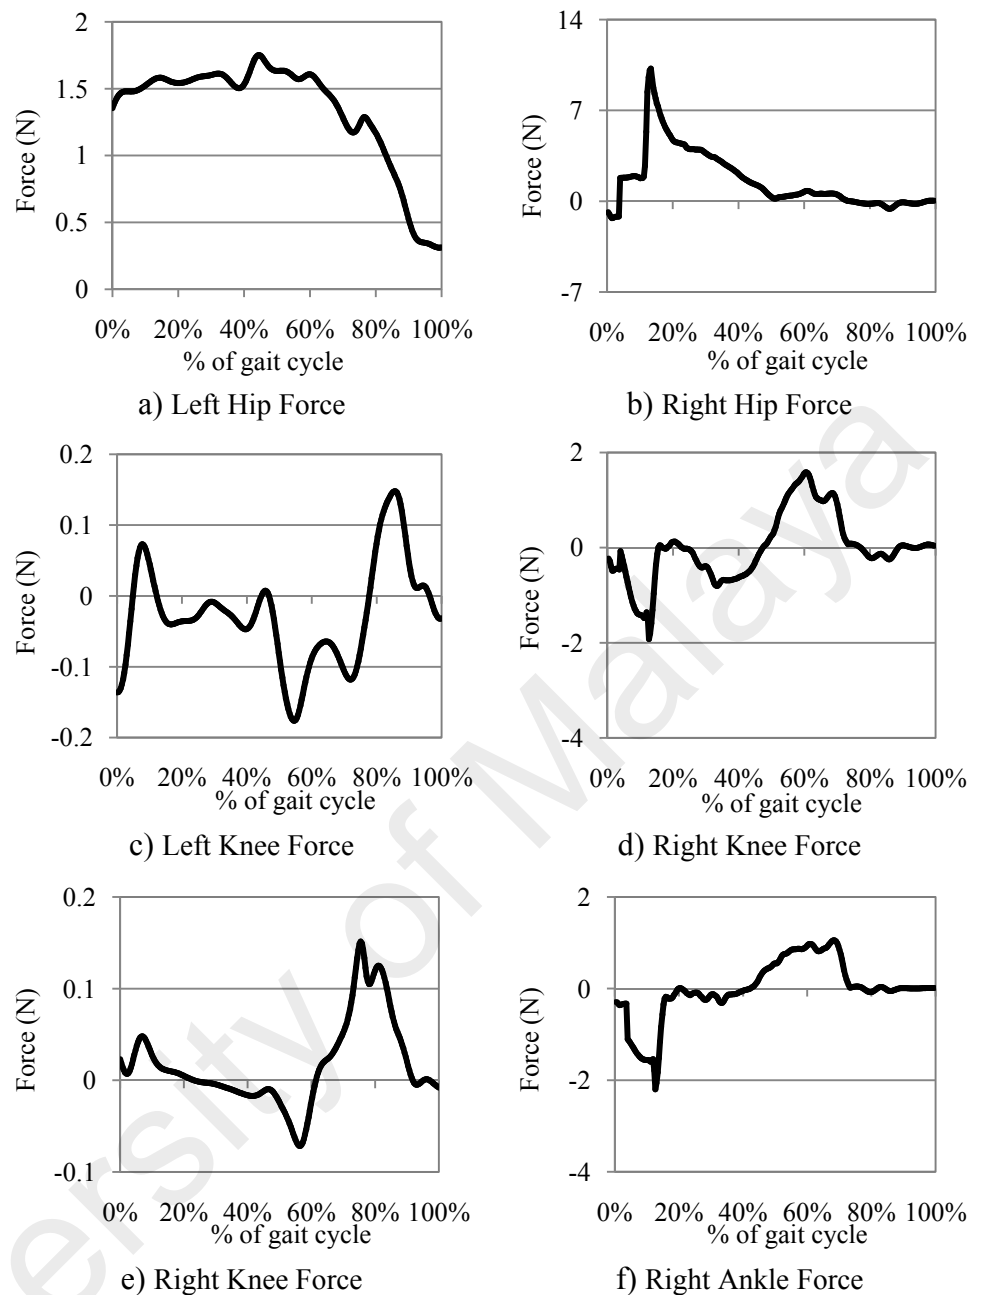 2
1.5
1
0.5
0
Force (N)
0% 20% 40% 60% 80% 100%
% of gait cycle
a) Left Hip Force
14
7
0
-7
Force (N)
0% 20% 40% 60% 80% 100%
% of gait cycle
b) Right Hip Force
0.2
0.1
0
-0.1
-0.2
Force (N)
0% 20% 40% 60% 80% 100%
% of gait cycle
c) Left Knee Force
2
0
-2
-4
Force (N)
0% 20% 40% 60% 80% 100%
% of gait cycle
d) Right Knee Force
0.2
0.1
0
-0.1
Force (N)
0% 20% 40% 60% 80% 100%
% of gait cycle
e) Right Knee Force
2
0
-2
-4
Force (N)
0% 20% 40% 60% 80% 100%
% of gait cycle
f) Right Ankle Force
ersity of Malaya